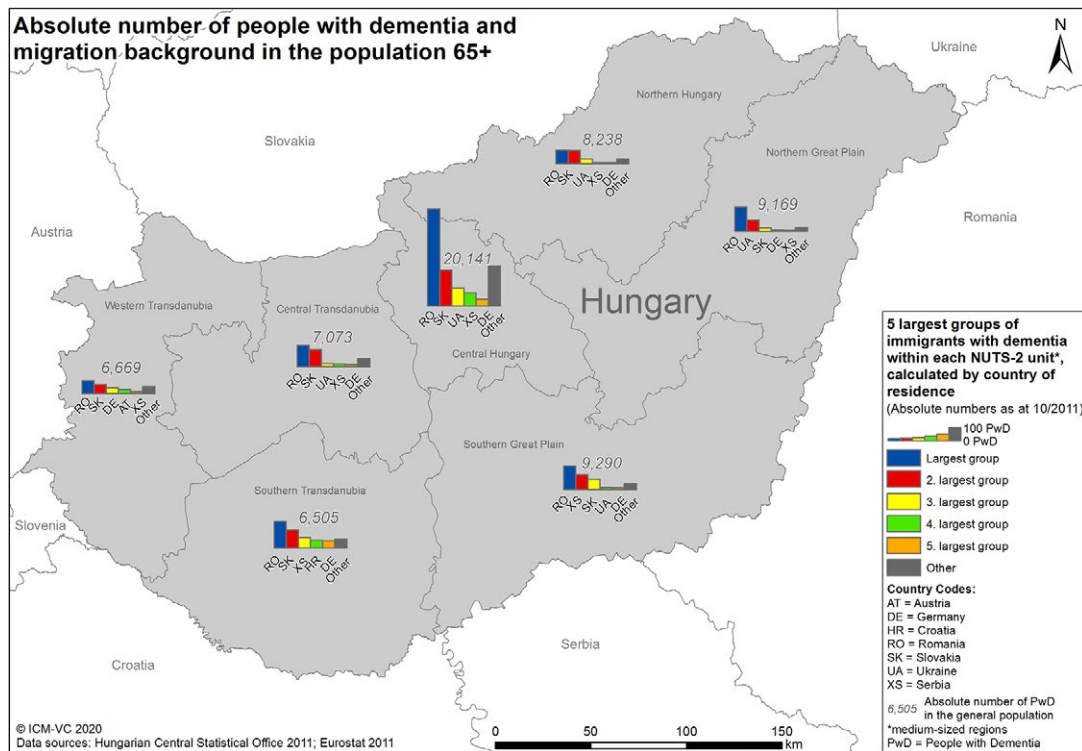 Absolute number of people with dementia and
migration background in the population 65+
N
Ukraine
Slovakia
Austria
Romania
Slovenia
Croatia
Serbia
Hungary
Northern Hungary
8,238
RO SK UA XS DE Other
Northern Great Plain
9,169
RO UA SK DE XS Other
20,141
RO SK UA XS DE Other
Central Hungary
Western Transdanubia
6,669
RO SK DE AT XS Other
Central Transdanubia
7,073
RO SK UA XS DE Other
Southern Great Plain
9,290
RO XS SK UA DE Other
Southern Transdanubia
6,505
RO SK XS HR DE Other
5 largest groups of
immigrants with dementia
within each NUTS-2 unit*,
calculated by country of
residence
(Absolute numbers as at 10/2011)
100 PwD
0 PwD
Largest group
2. largest group
3. largest group
4. largest group
5. largest group
Other
Country Codes:
AT = Austria
DE = Germany
HR = Croatia
RO = Romania
SK = Slovakia
UA = Ukraine
XS = Serbia
6,505 Absolute number of PwD
in the general population
*medium-sized regions
PwD = People with Dementia
© ICM-VC 2020
Data sources: Hungarian Central Statistical Office 2011; Eurostat 2011
0 50 100 150
km